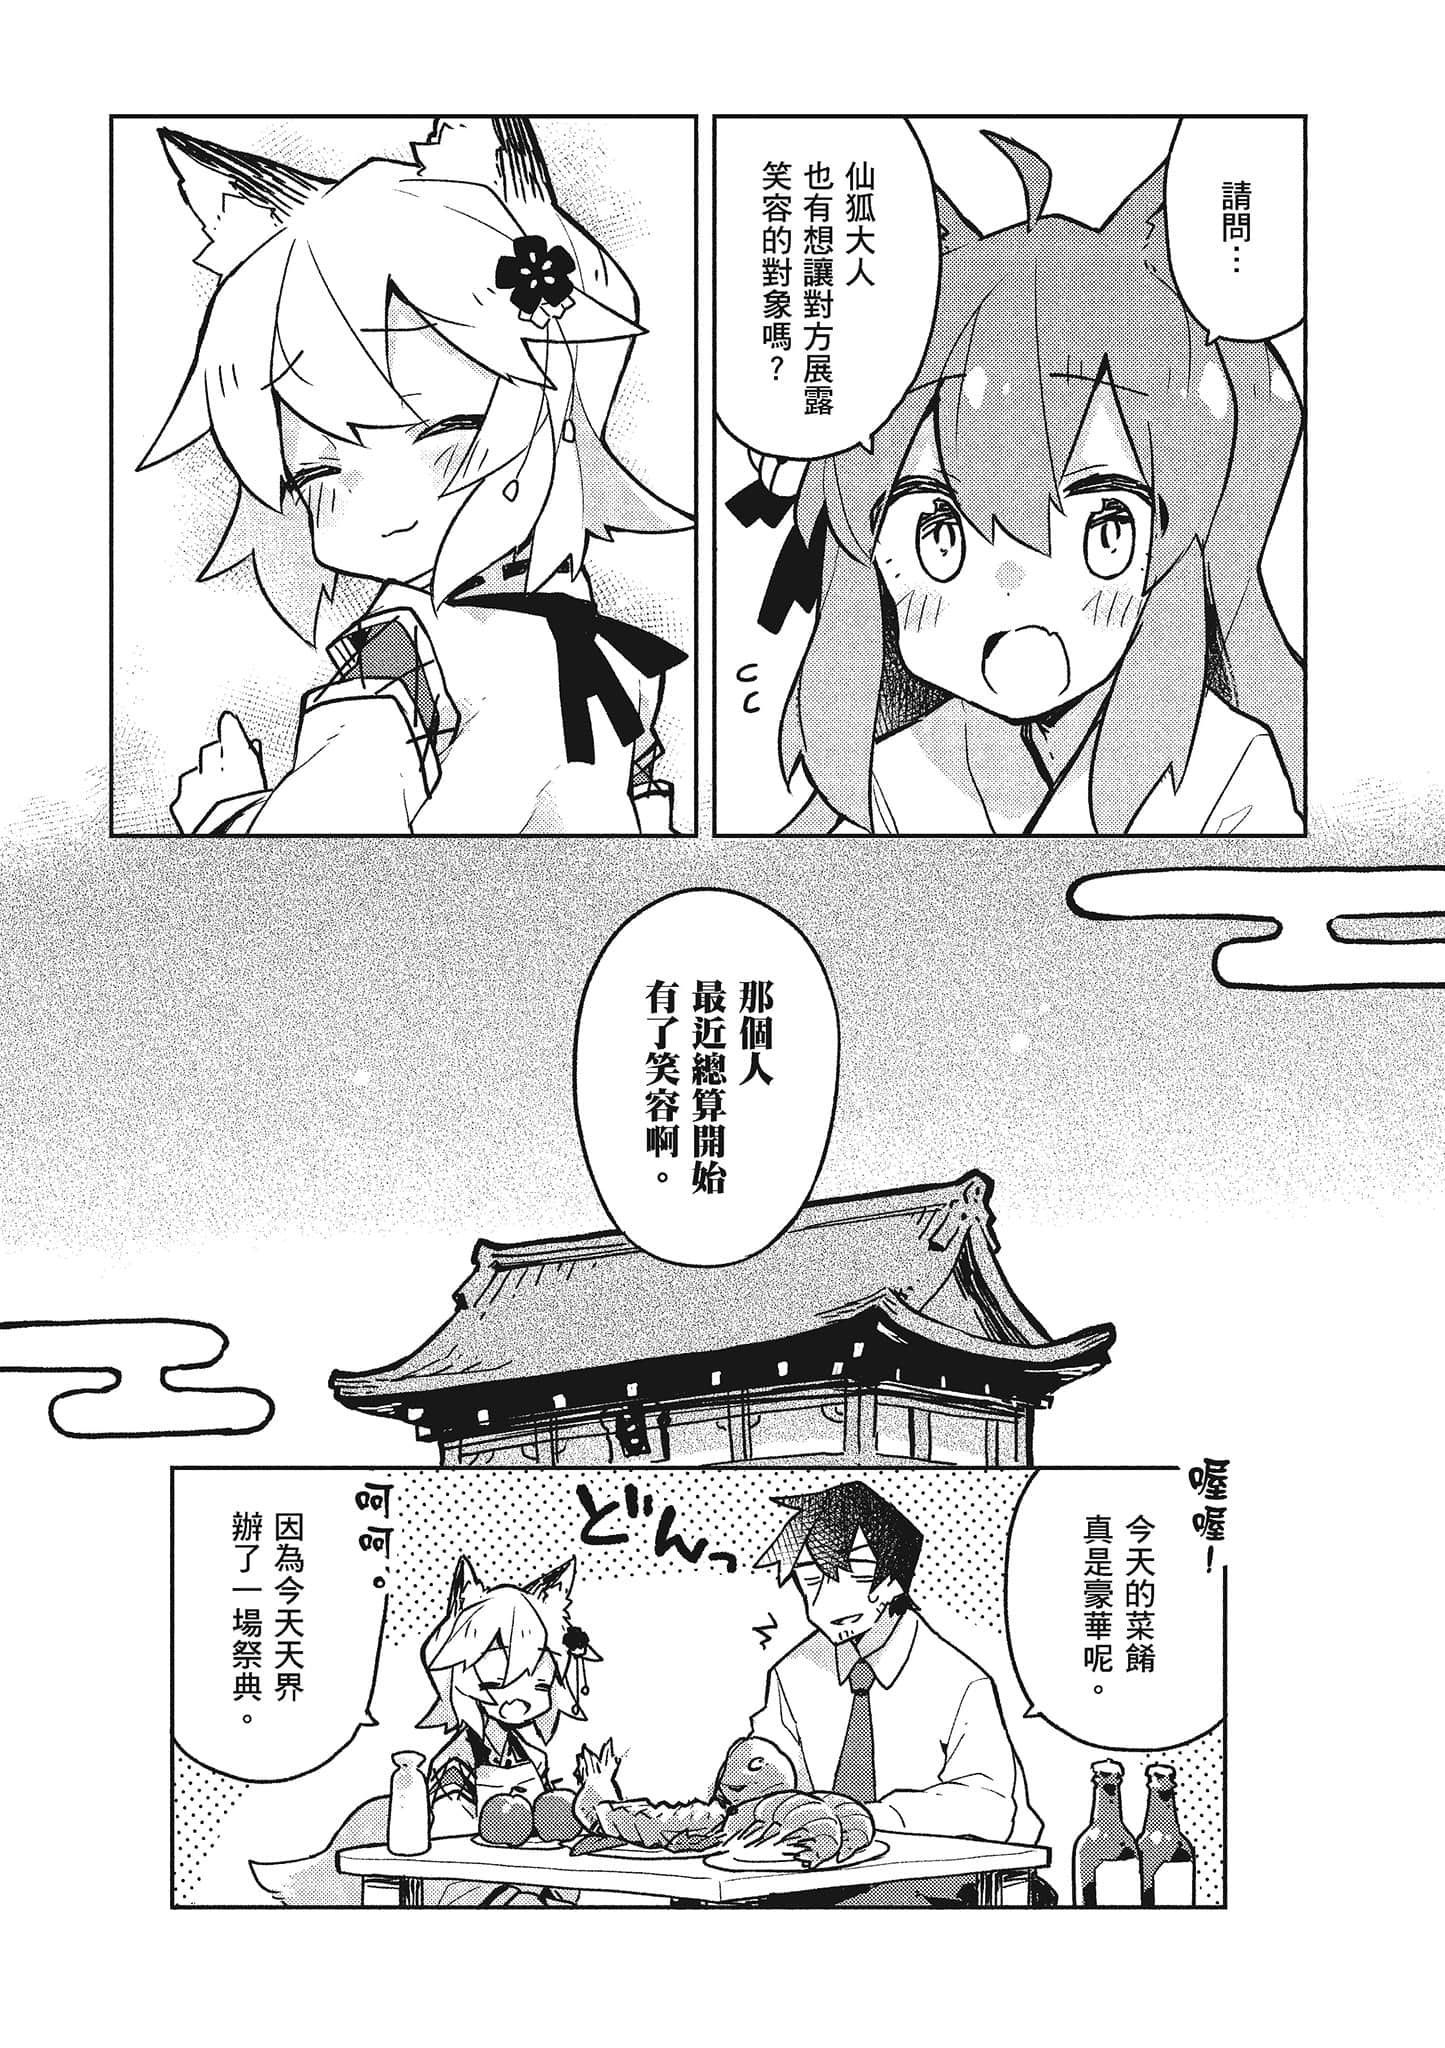 請問…
仙狐大人
也有想讓對方展露
笑容的對象嗎？
那個人
最近總算開始
有了笑容啊。
喔喔！
今天的菜餚
真是豪華呢。
どんっ
呵呵。
因為今天天界
辦了一場祭典。